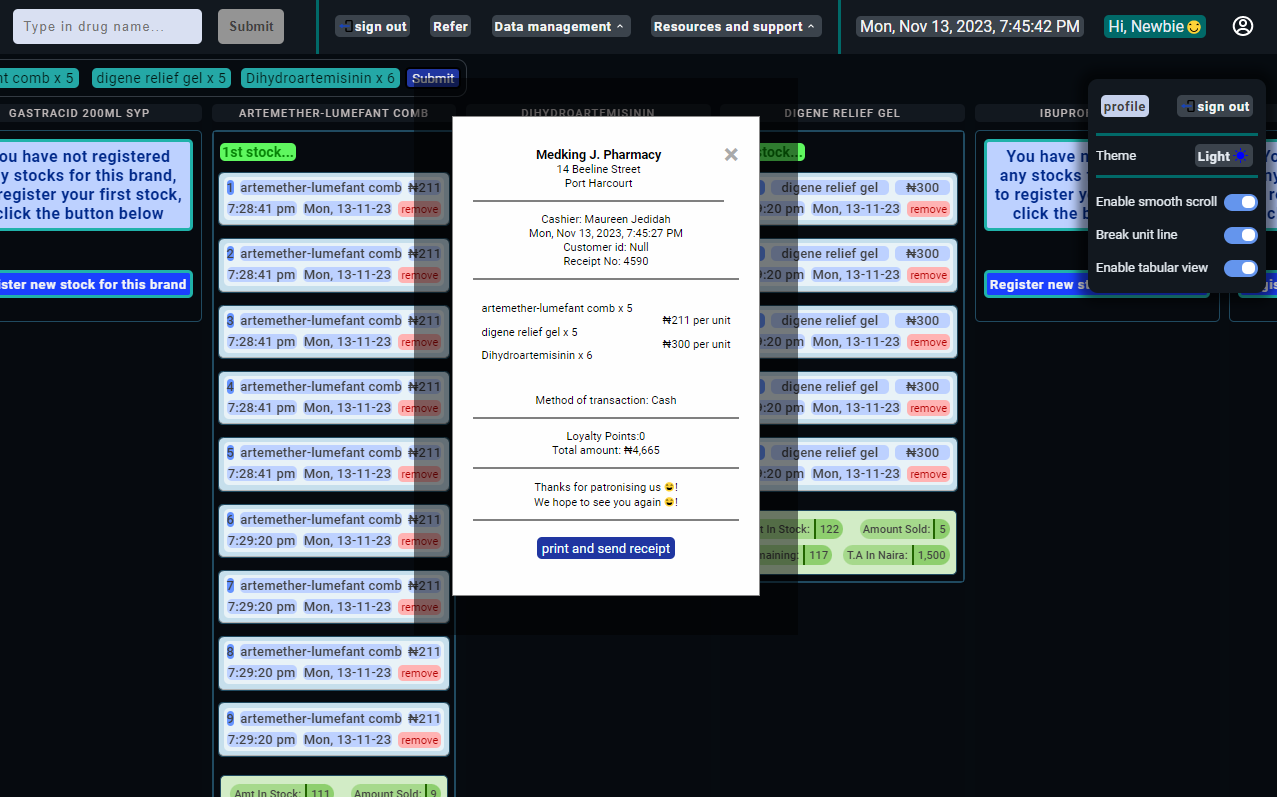 Type in drug name...
Submit
sign out
Refer
Data management
Resources and support
Mon, Nov 13, 2023, 7:45:42 PM
Hi, Newbie
nt comb x 5
digene relief gel x 5
Dihydroartemisinin x 6
Submit
GASTRACID 200ML SYP
ARTEMETHER-LUMEFANT COMB
DIHYDROARTEMISININ
DIGENE RELIEF GEL
IBUPRO
ou have not registered
y stocks for this brand,
register your first stock,
click the button below
ister new stock for this brand
1st stock...
1 artemether-lumefant comb ₦211
7:28:41 pm Mon, 13-11-23 remove
2 artemether-lumefant comb ₦211
7:28:41 pm Mon, 13-11-23 remove
3 artemether-lumefant comb ₦211
7:28:41 pm Mon, 13-11-23 remove
4 artemether-lumefant comb ₦211
7:28:41 pm Mon, 13-11-23 remove
5 artemether-lumefant comb ₦211
7:28:41 pm Mon, 13-11-23 remove
6 artemether-lumefant comb ₦211
7:29:20 pm Mon, 13-11-23 remove
7 artemether-lumefant comb ₦211
7:29:20 pm Mon, 13-11-23 remove
8 artemether-lumefant comb ₦211
7:29:20 pm Mon, 13-11-23 remove
9 artemether-lumefant comb ₦211
7:29:20 pm Mon, 13-11-23 remove
Amt In Stock: 111 Amount Sold: 9
Medking J. Pharmacy ×
14 Beeline Street
Port Harcourt
Cashier: Maureen Jedidah
Mon, Nov 13, 2023, 7:45:27 PM
Customer id: Null
Receipt No: 4590
artemether-lumefant comb x 5
₦211 per unit
digene relief gel x 5
₦300 per unit
Dihydroartemisinin x 6
Method of transaction: Cash
Loyalty Points:0
Total amount: ₦4,665
Thanks for patronising us 😀!
We hope to see you again 😀!
print and send receipt
stock...
digene relief gel ₦300
9:20 pm Mon, 13-11-23 remove
digene relief gel ₦300
9:20 pm Mon, 13-11-23 remove
digene relief gel ₦300
9:20 pm Mon, 13-11-23 remove
digene relief gel ₦300
9:20 pm Mon, 13-11-23 remove
digene relief gel ₦300
9:20 pm Mon, 13-11-23 remove
t In Stock: 122 Amount Sold: 5
maining: 117 T.A In Naira: 1,500
You have n
any stocks
to register y
click the b
Register new st
profile
sign out
Theme
Light
Enable smooth scroll
Break unit line
Enable tabular view